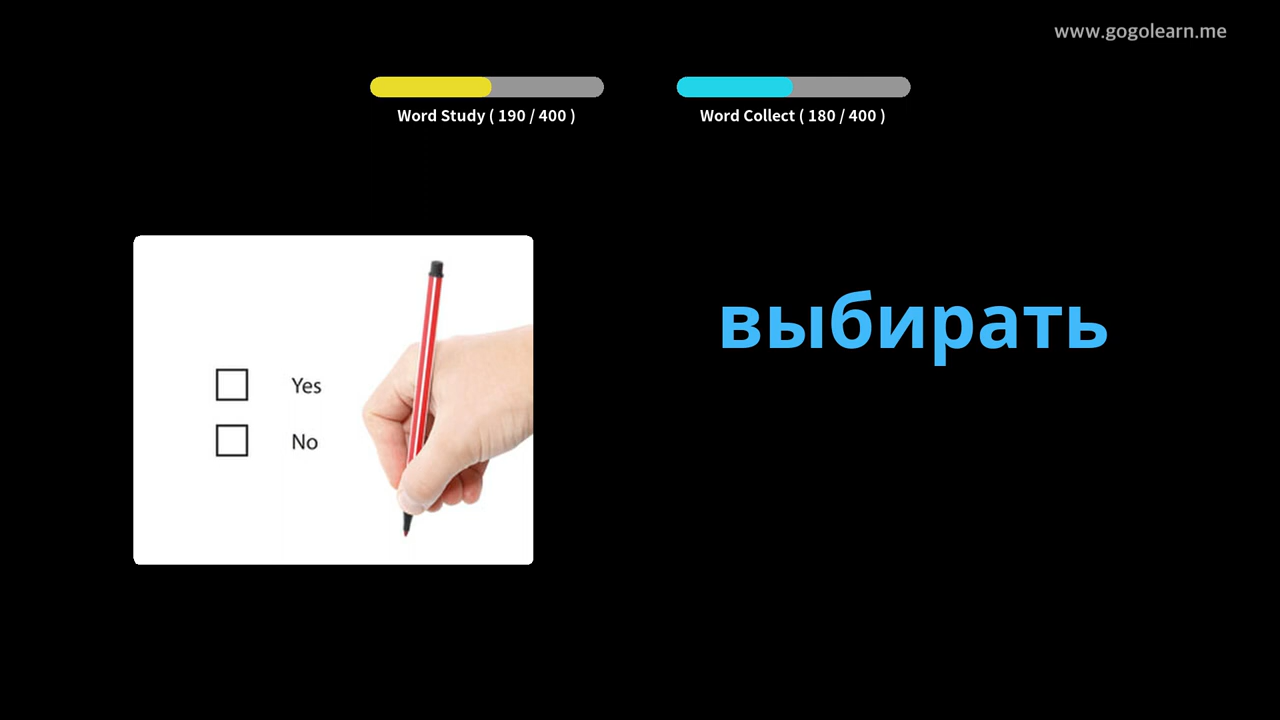 www.gogolearn.me
Word Study ( 190 / 400 )
Word Collect ( 180 / 400 )
выбирать
Yes
No